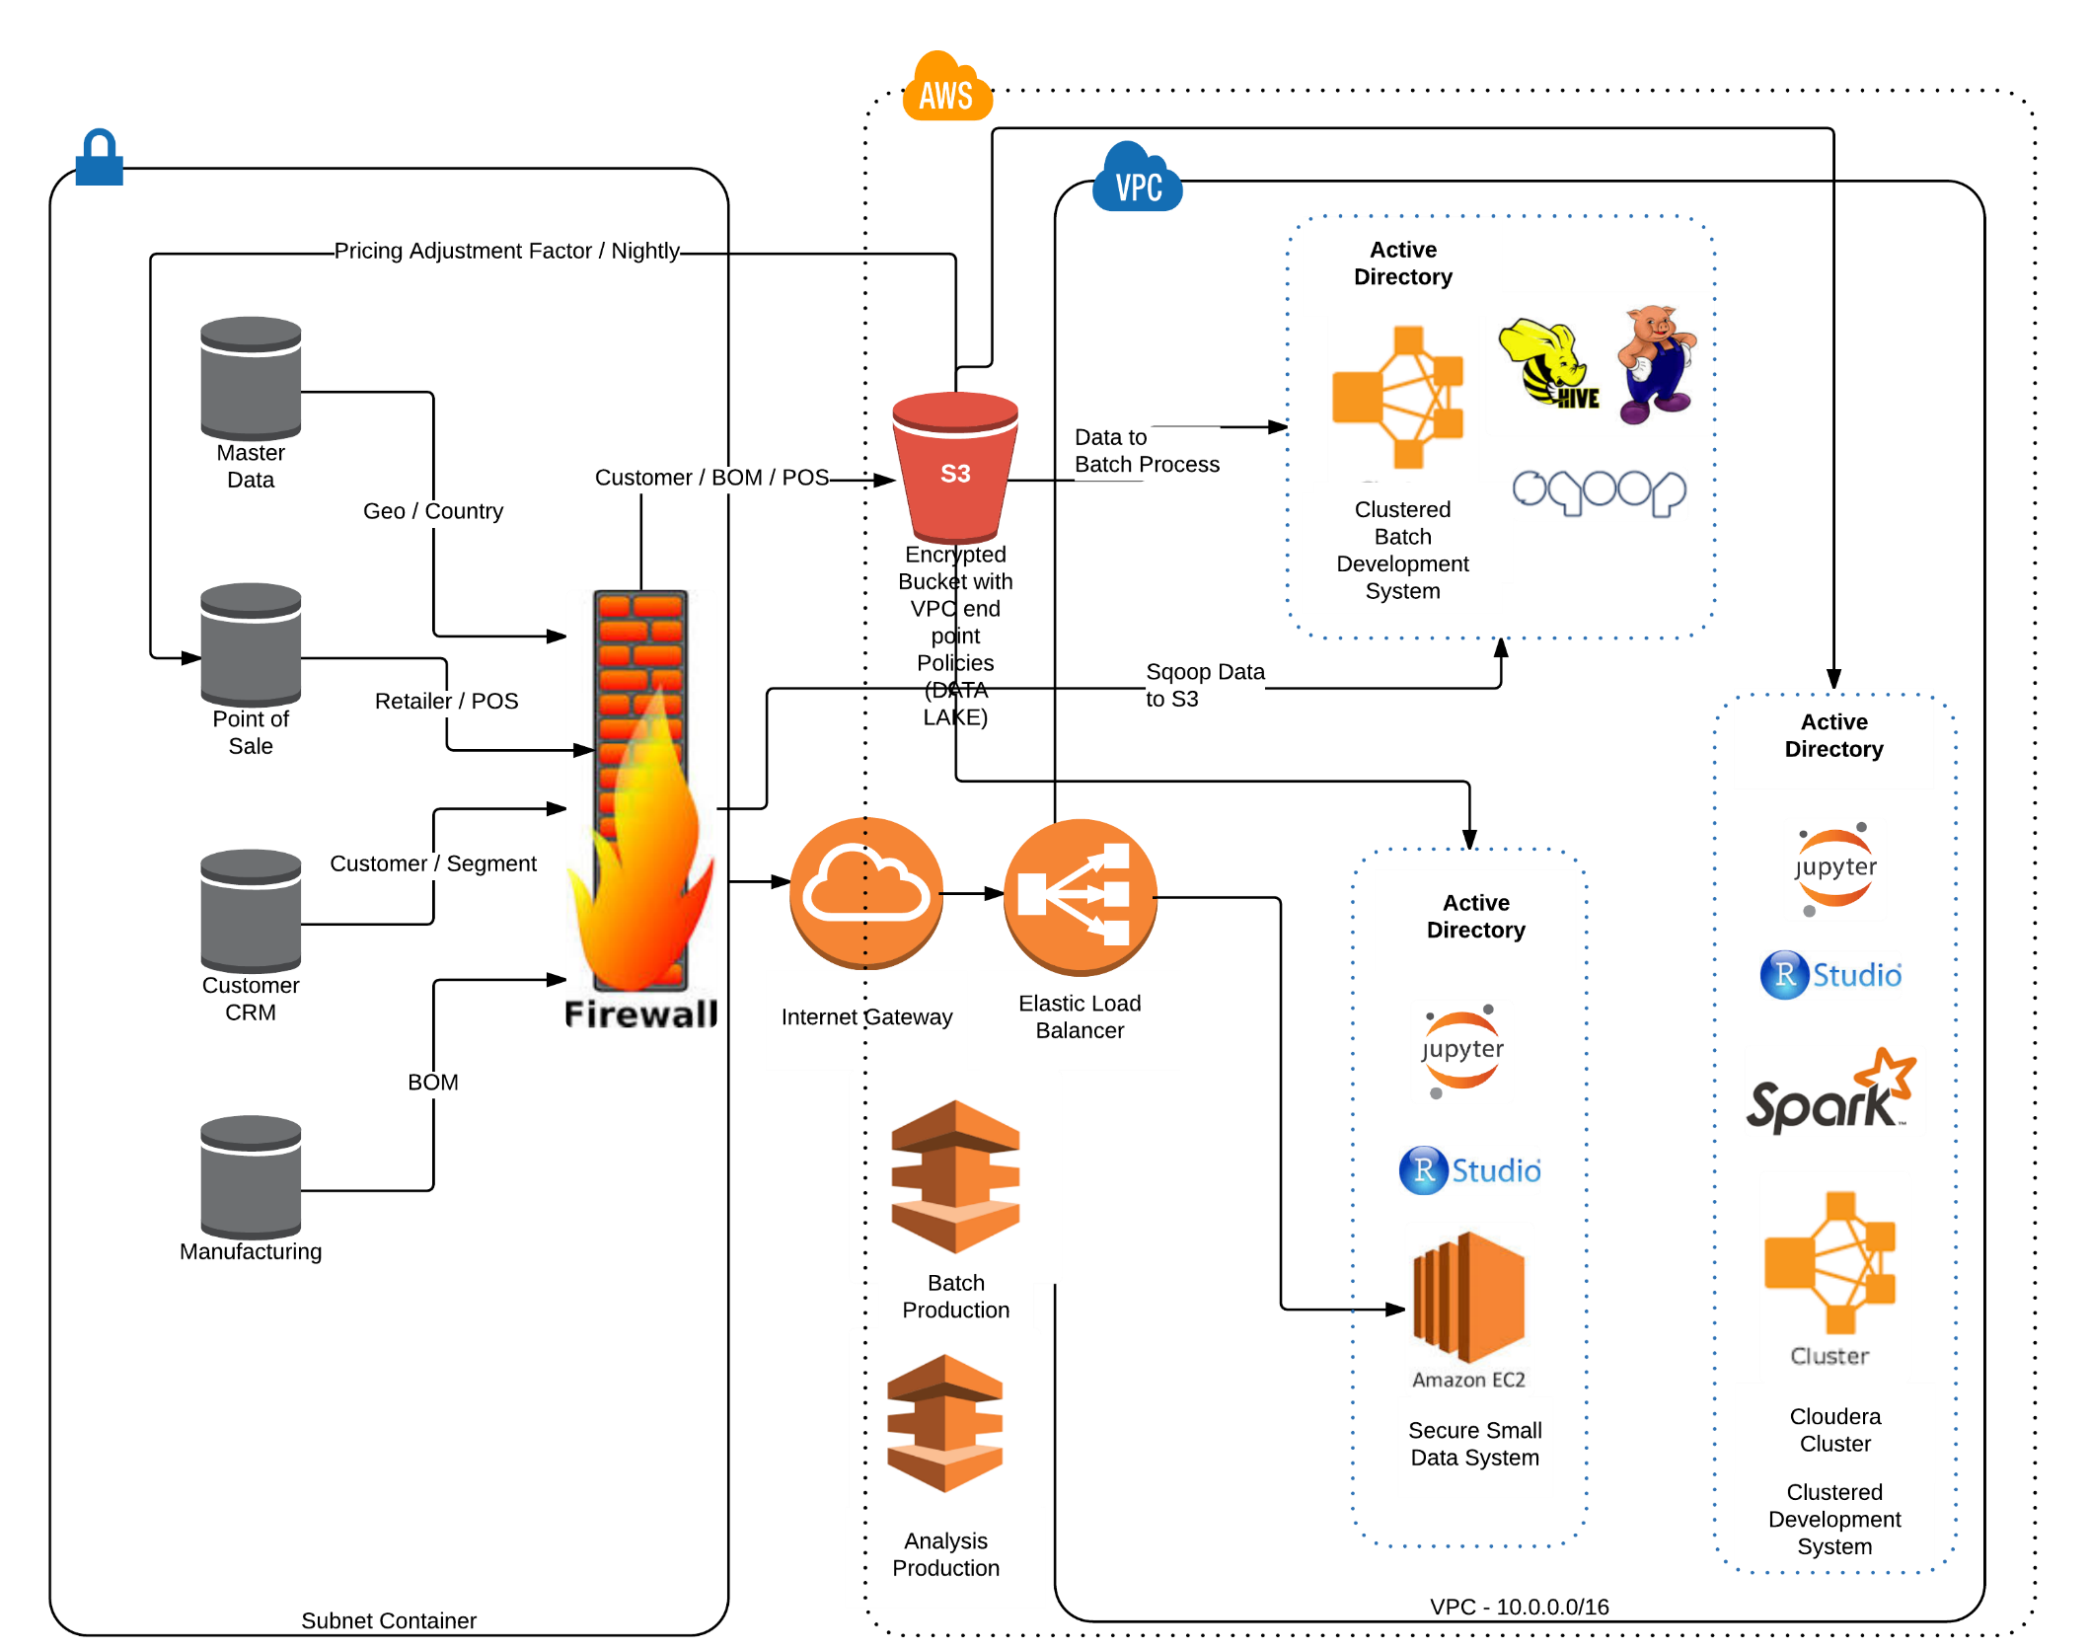 AWS
VPC
Pricing Adjustment Factor / Nightly
Active
Directory
HIVE
Master
Data
Geo / Country
Customer / BOM / POS
S3
Data to
Batch Process
sqoop
Clustered
Batch
Development
System
Encrypted
Bucket with
VPC end
point
Policies
(DATA
LAKE)
Sqoop Data
to S3
Point of
Sale
Retailer / POS
Active
Directory
jupyter
R Studio
Spark™
Cluster
Cloudera
Cluster
Clustered
Development
System
Customer / Segment
Customer
CRM
Firewall
Internet Gateway
Elastic Load
Balancer
Active
Directory
jupyter
R Studio
Amazon EC2
Secure Small
Data System
BOM
Manufacturing
Batch
Production
Analysis
Production
Subnet Container
VPC - 10.0.0.0/16